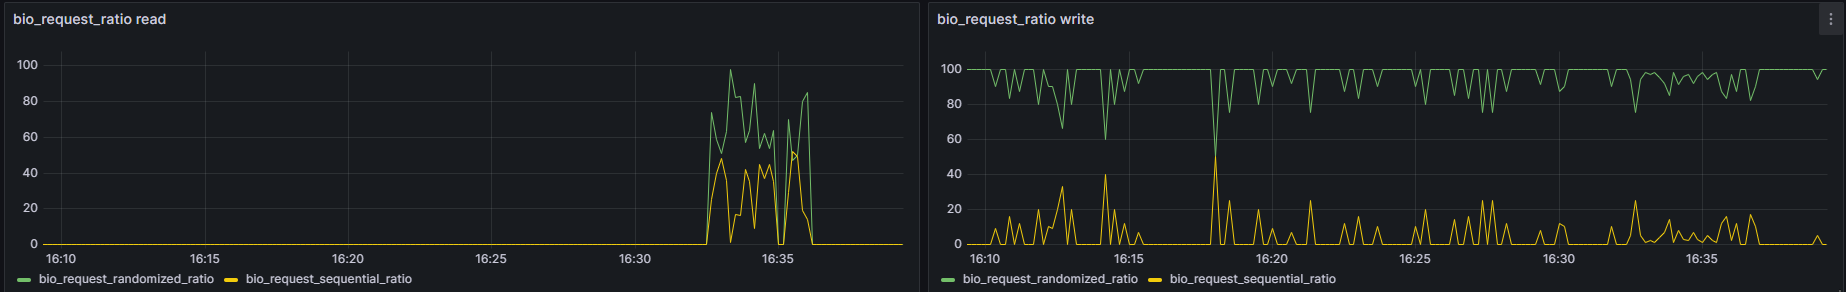 bio_request_ratio read
100
80
60
40
20
0
16:10 16:15 16:20 16:25 16:30 16:35
bio_request_randomized_ratio bio_request_sequential_ratio
bio_request_ratio write
100
80
60
40
20
0
16:10 16:15 16:20 16:25 16:30 16:35
bio_request_randomized_ratio bio_request_sequential_ratio